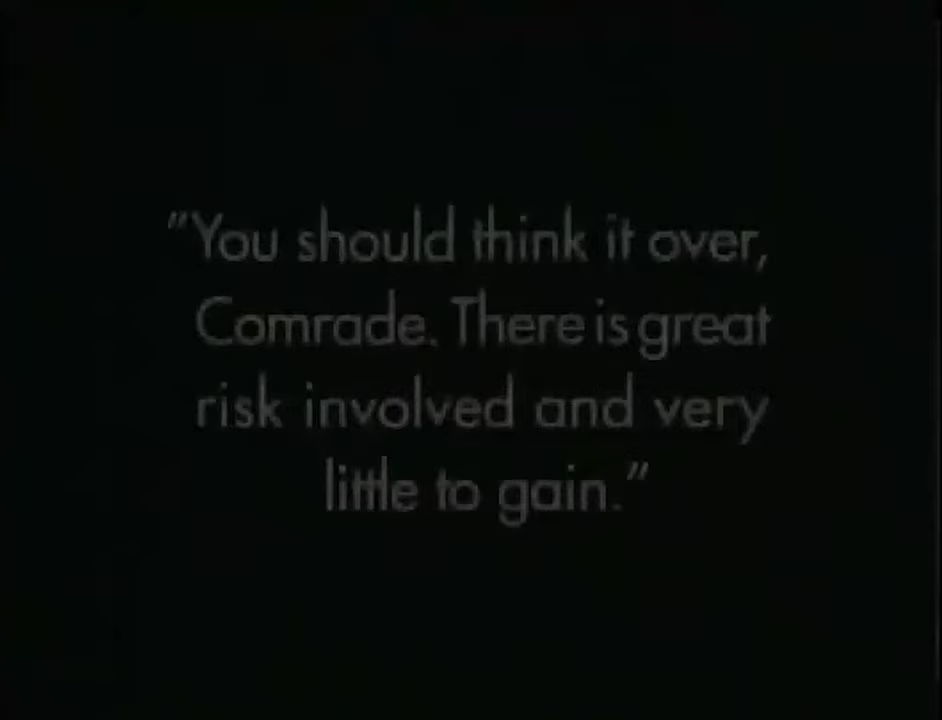 "You should think it over,
Comrade. There is great
risk involved and very
little to gain."